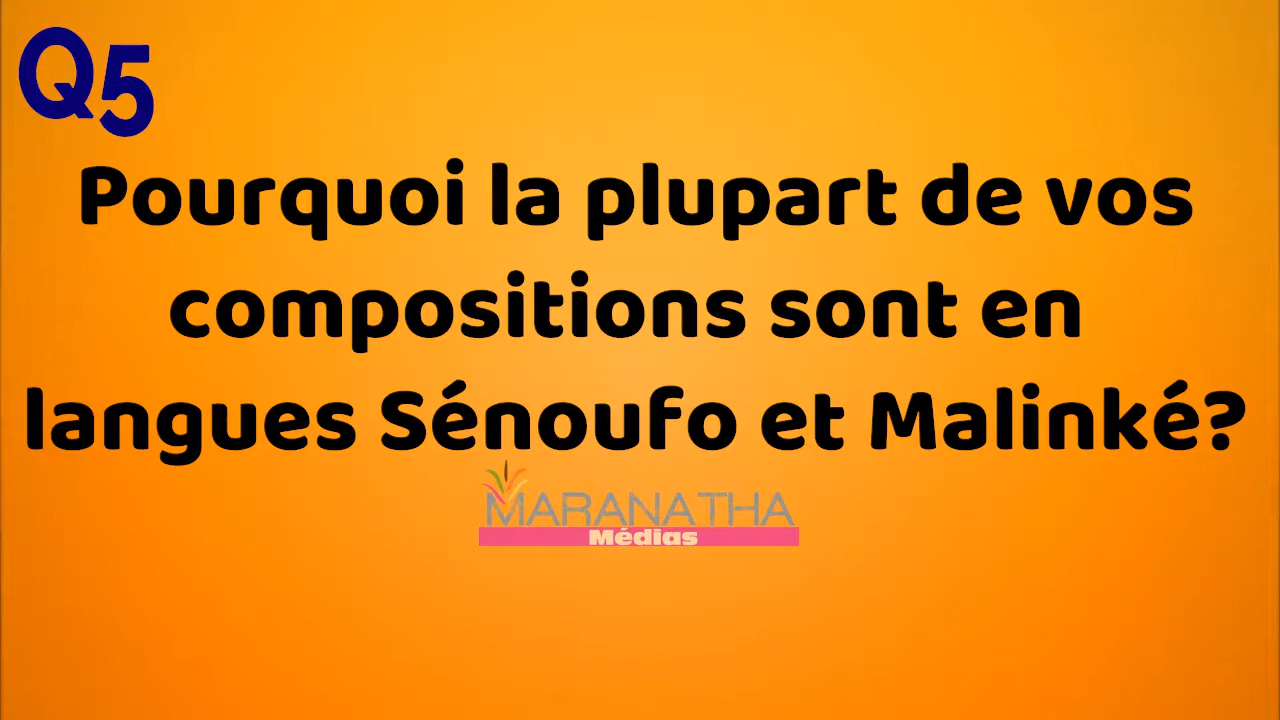 Q5
Pourquoi la plupart de vos
compositions sont en
langues Sénoufo et Malinké?
MARANATHA
Médias